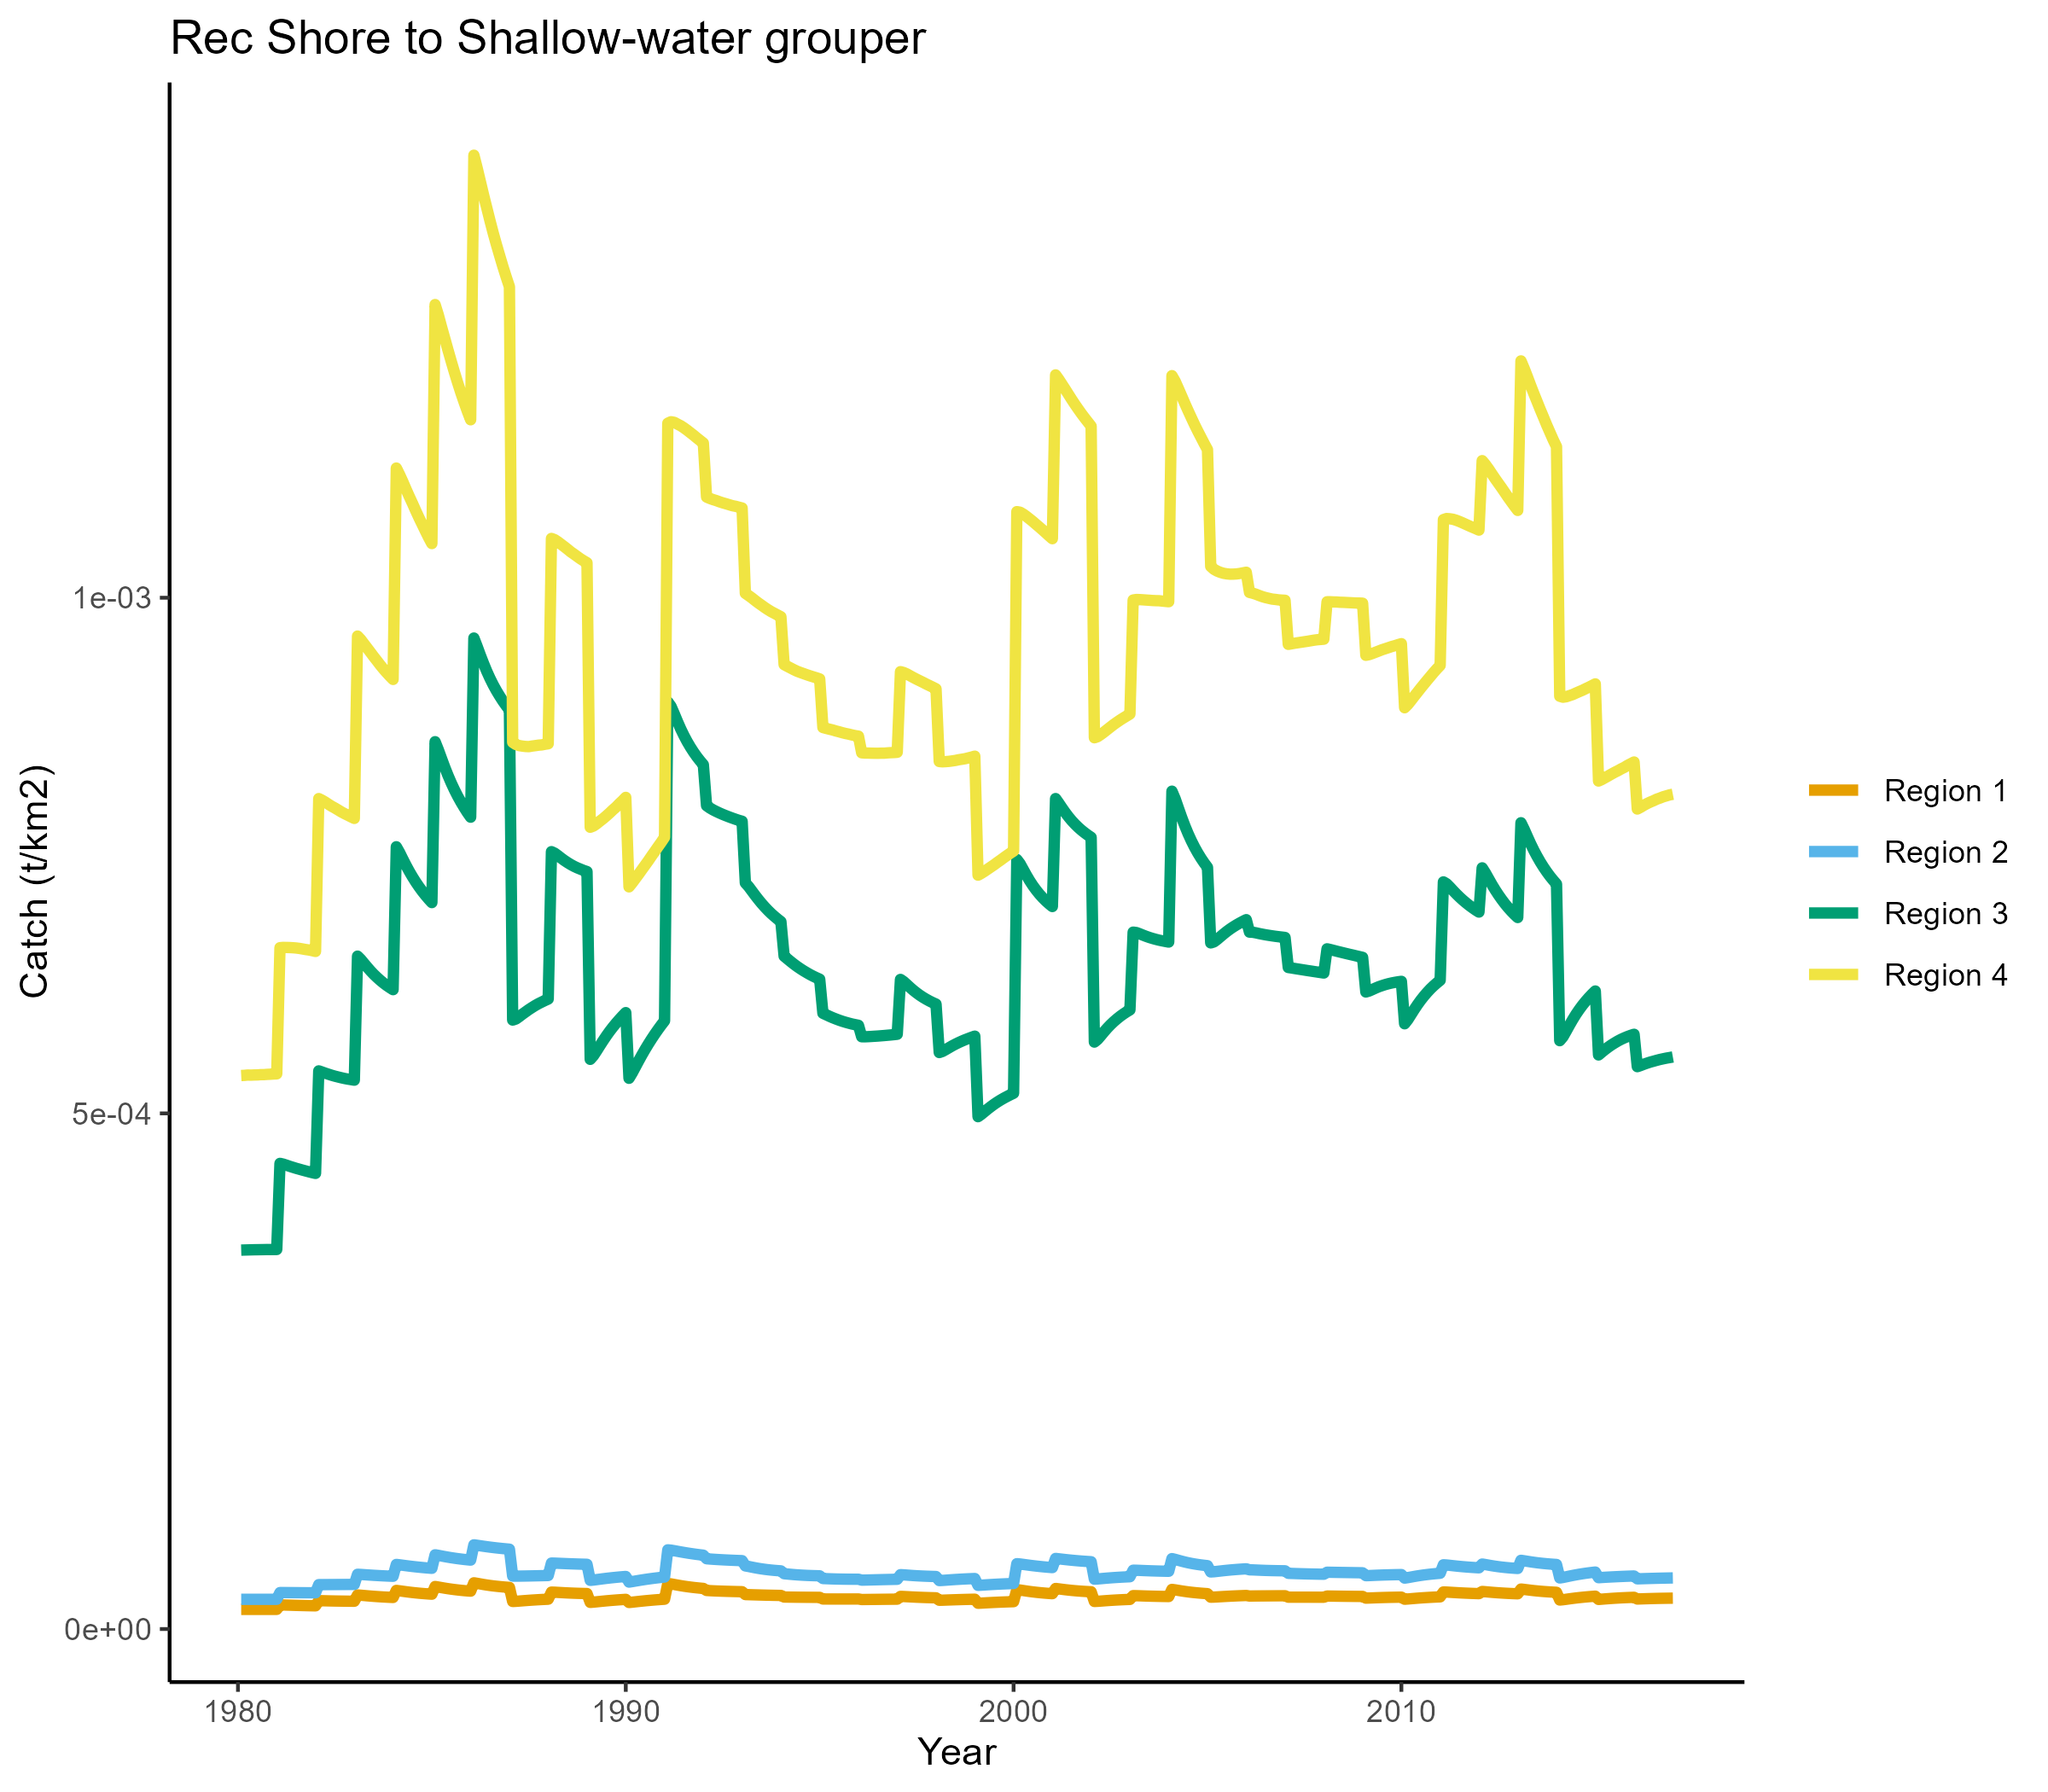 Rec Shore to Shallow-water grouper
Catch (t/km2)
1e-03
5e-04
0e+00
1980
1990
2000
2010
Year
Region 1
Region 2
Region 3
Region 4